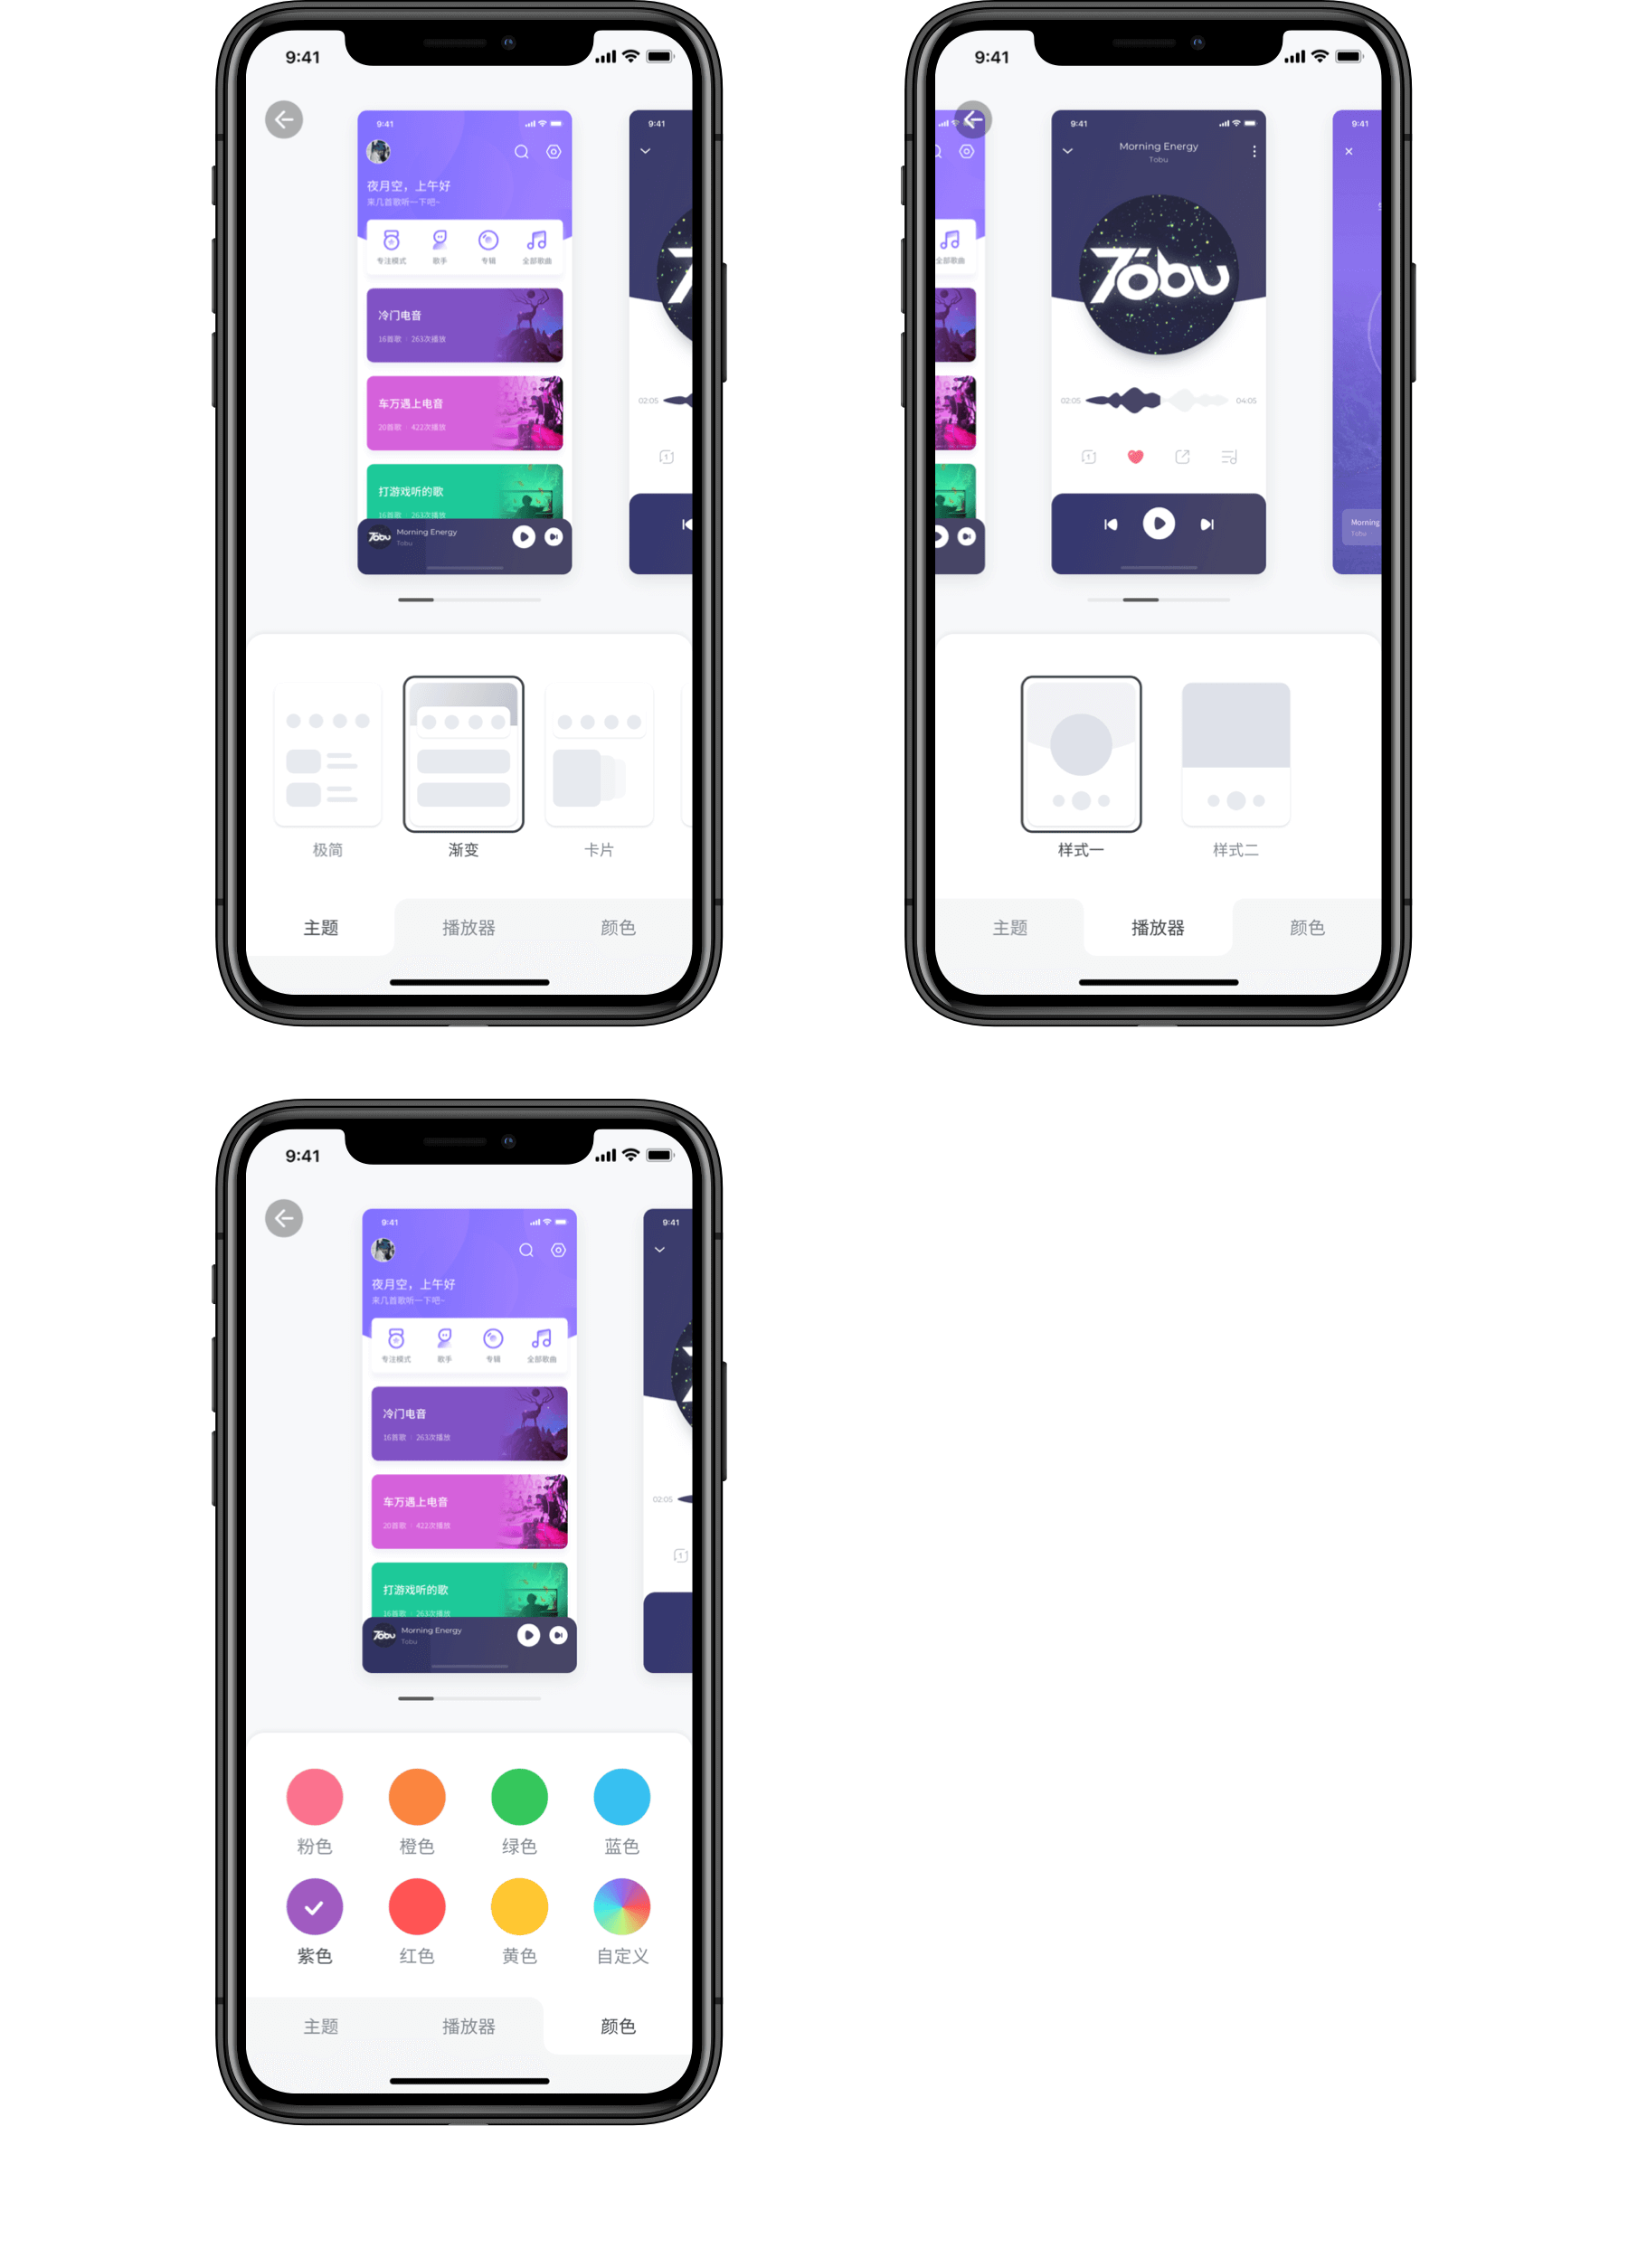 9:41
9:41
夜月空，上午好
来几首歌听一下吧~
专注模式 歌手 专辑 全部歌曲
冷门电音
16首歌 · 263次播放
车万遇上电音
20首歌 · 422次播放
打游戏听的歌
16首歌 · 263次播放
Tobu
Morning Energy
Tobu
9:41
02:05
极简 渐变 卡片
主题 播放器 颜色
9:41
全部歌曲
9:41
Morning Energy
Tobu
Tobu
02:05 04:05
9:41
Morning
Tobu
样式一 样式二
主题 播放器 颜色
9:41
9:41
夜月空，上午好
来几首歌听一下吧~
专注模式 歌手 专辑 全部歌曲
冷门电音
16首歌 · 263次播放
车万遇上电音
20首歌 · 422次播放
打游戏听的歌
16首歌 · 263次播放
Tobu
Morning Energy
Tobu
9:41
02:05
粉色 橙色 绿色 蓝色
紫色 红色 黄色 自定义
主题 播放器 颜色